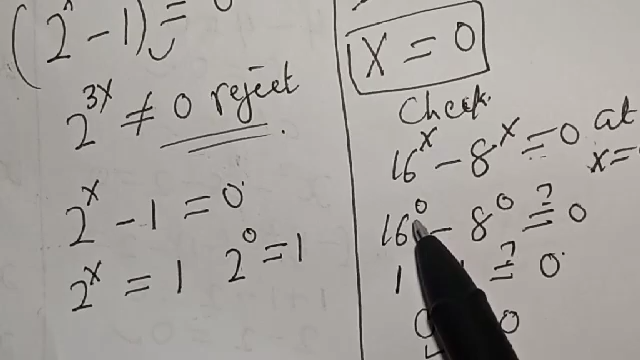 (2^x - 1) = 0
2^3x ≠ 0 reject.
2^x - 1 = 0
2^x = 1 2^0 = 1
X = 0
Check.
16^x - 8^x = 0 at
x =
16^0 - 8^0 ≟ 0
1 1 ≟ 0
0 0